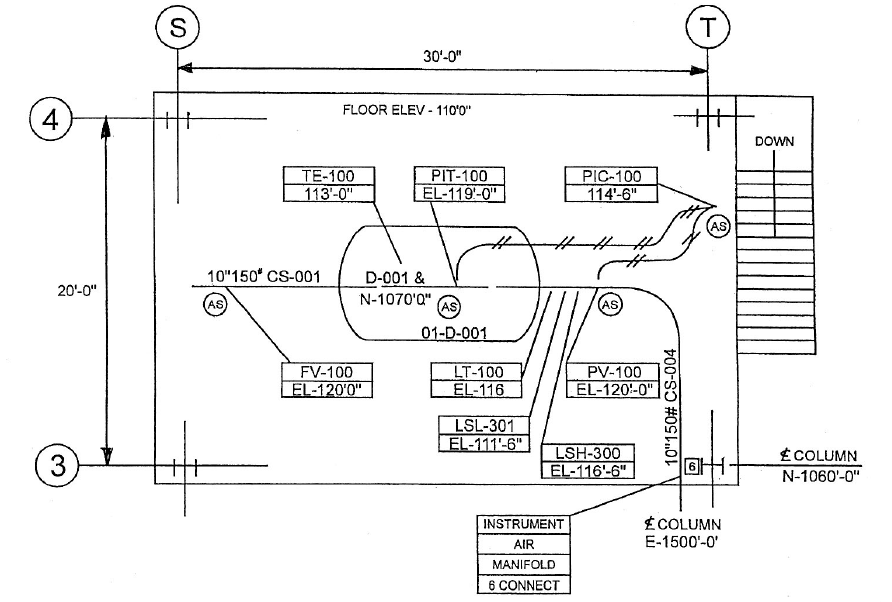 S
T
30'-0"
4
FLOOR ELEV - 110'0"
DOWN
TE-100
113'-0"
PIT-100
EL-119'-0"
PIC-100
114'-6"
AS
20'-0"
10"150# CS-001
D-001 &
N-1070'0"
AS
AS
AS
01-D-001
FV-100
EL-120'0"
LT-100
EL-116
PV-100
EL-120'-0"
10"150# CS-004
LSL-301
EL-111'-6"
LSH-300
EL-116'-6"
3
6
℄ COLUMN
N-1060'-0"
INSTRUMENT
AIR
MANIFOLD
6 CONNECT
℄ COLUMN
E-1500'-0'